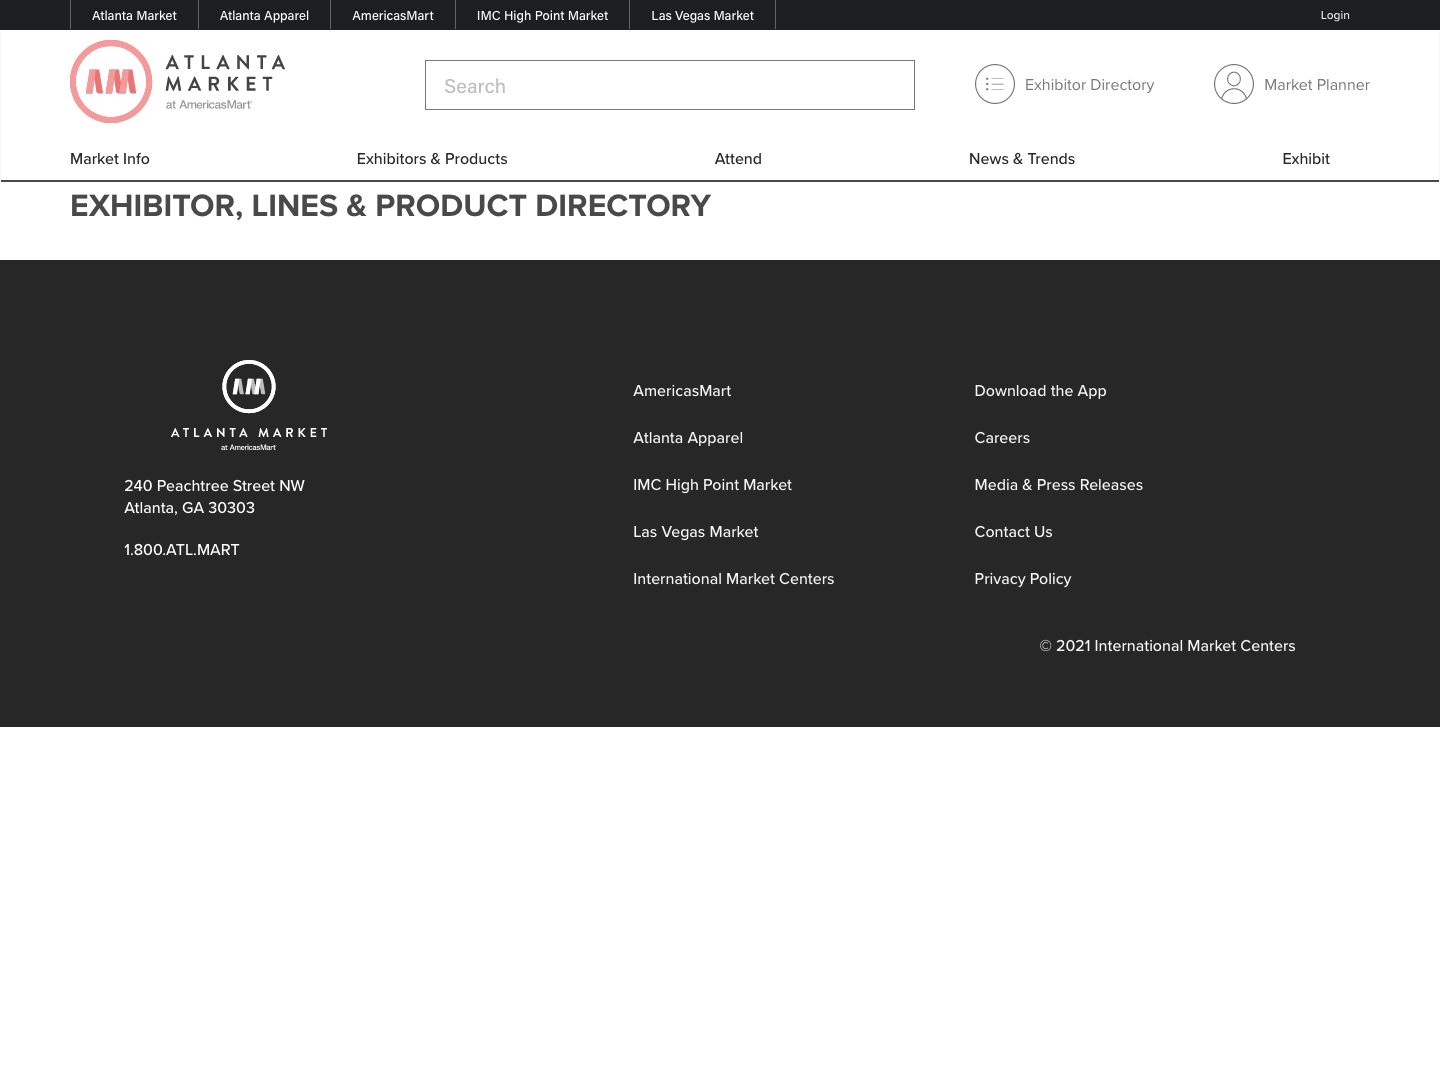 Atlanta Market
Atlanta Apparel
AmericasMart
IMC High Point Market
Las Vegas Market
Login
AM
ATLANTA
MARKET
at AmericasMart
Search
Exhibitor Directory
Market Planner
Market Info
Exhibitors & Products
Attend
News & Trends
Exhibit
EXHIBITOR, LINES & PRODUCT DIRECTORY
AM
ATLANTA MARKET
at AmericasMart
240 Peachtree Street NW
Atlanta, GA 30303
1.800.ATL.MART
AmericasMart
Atlanta Apparel
IMC High Point Market
Las Vegas Market
International Market Centers
Download the App
Careers
Media & Press Releases
Contact Us
Privacy Policy
© 2021 International Market Centers